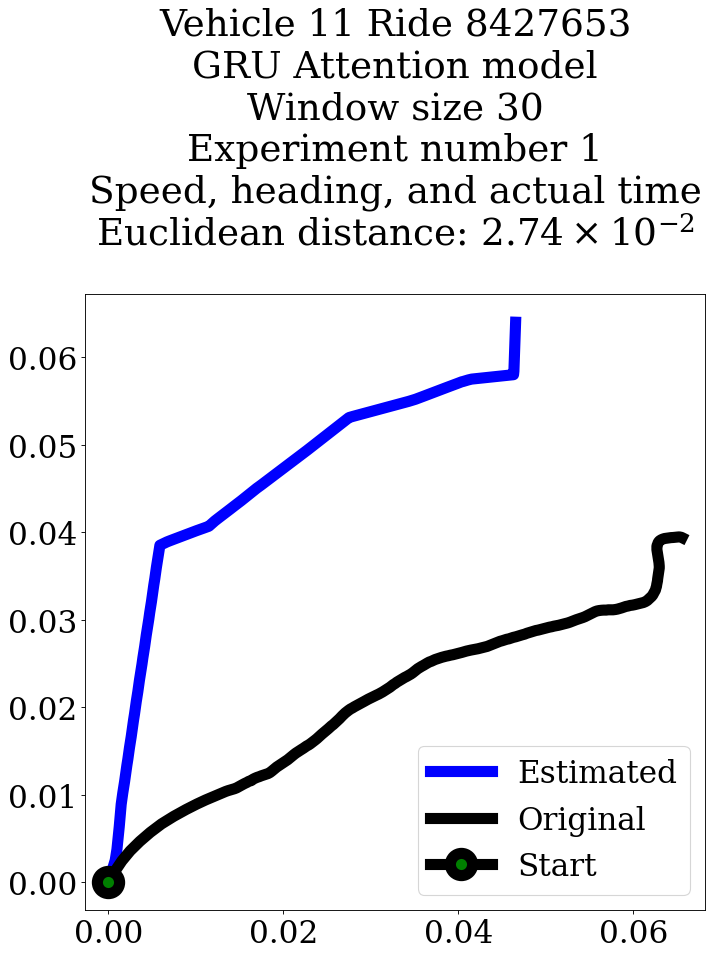 Vehicle 11 Ride 8427653
GRU Attention model
Window size 30
Experiment number 1
Speed, heading, and actual time
Euclidean distance: 2.74 × 10⁻²
0.06
0.05
0.04
0.03
0.02
0.01
0.00
Estimated
Original
Start
0.00 0.02 0.04 0.06